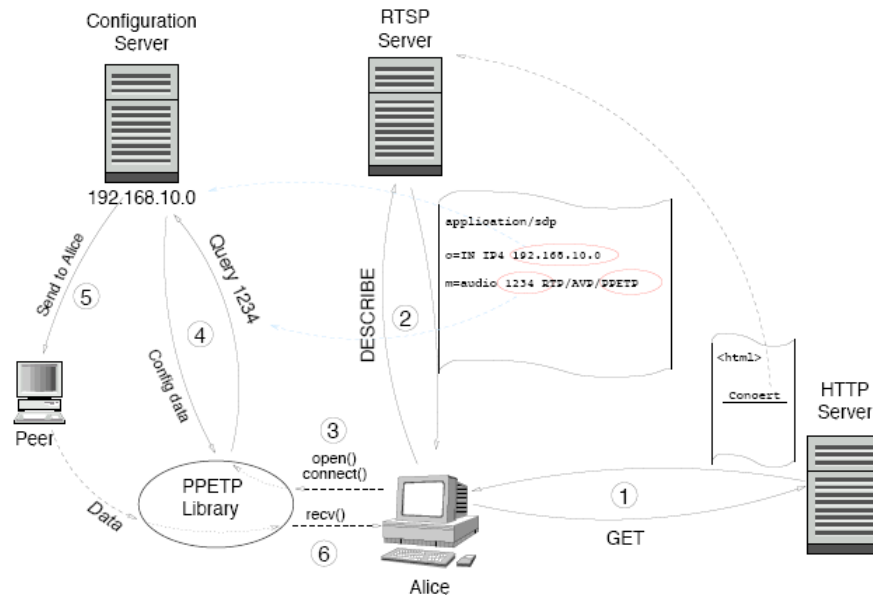 Configuration
Server
RTSP
Server
192.168.10.0
application/sdp
o=IN IP4 192.168.10.0
m=audio 1234 RTP/AVP/PPETP
Send to Alice
5
Query 1234
4
Config data
DESCRIBE
2
<html>
Concert
HTTP
Server
Peer
3
open()
connect()
PPETP
Library
Data
recv()
6
1
GET
Alice